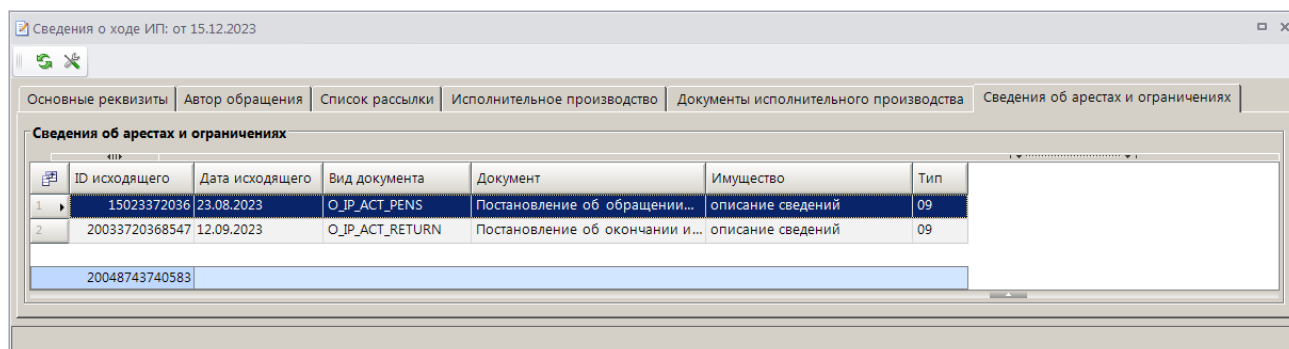 Сведения о ходе ИП: от 15.12.2023
Основные реквизиты Автор обращения Список рассылки Исполнительное производство Документы исполнительного производства Сведения об арестах и ограничениях
Сведения об арестах и ограничениях
ID исходящего Дата исходящего Вид документа Документ Имущество Тип
1 15023372036 23.08.2023 O_IP_ACT_PENS Постановление об обращении... описание сведений 09
2 20033720368547 12.09.2023 O_IP_ACT_RETURN Постановление об окончании и... описание сведений 09
20048743740583